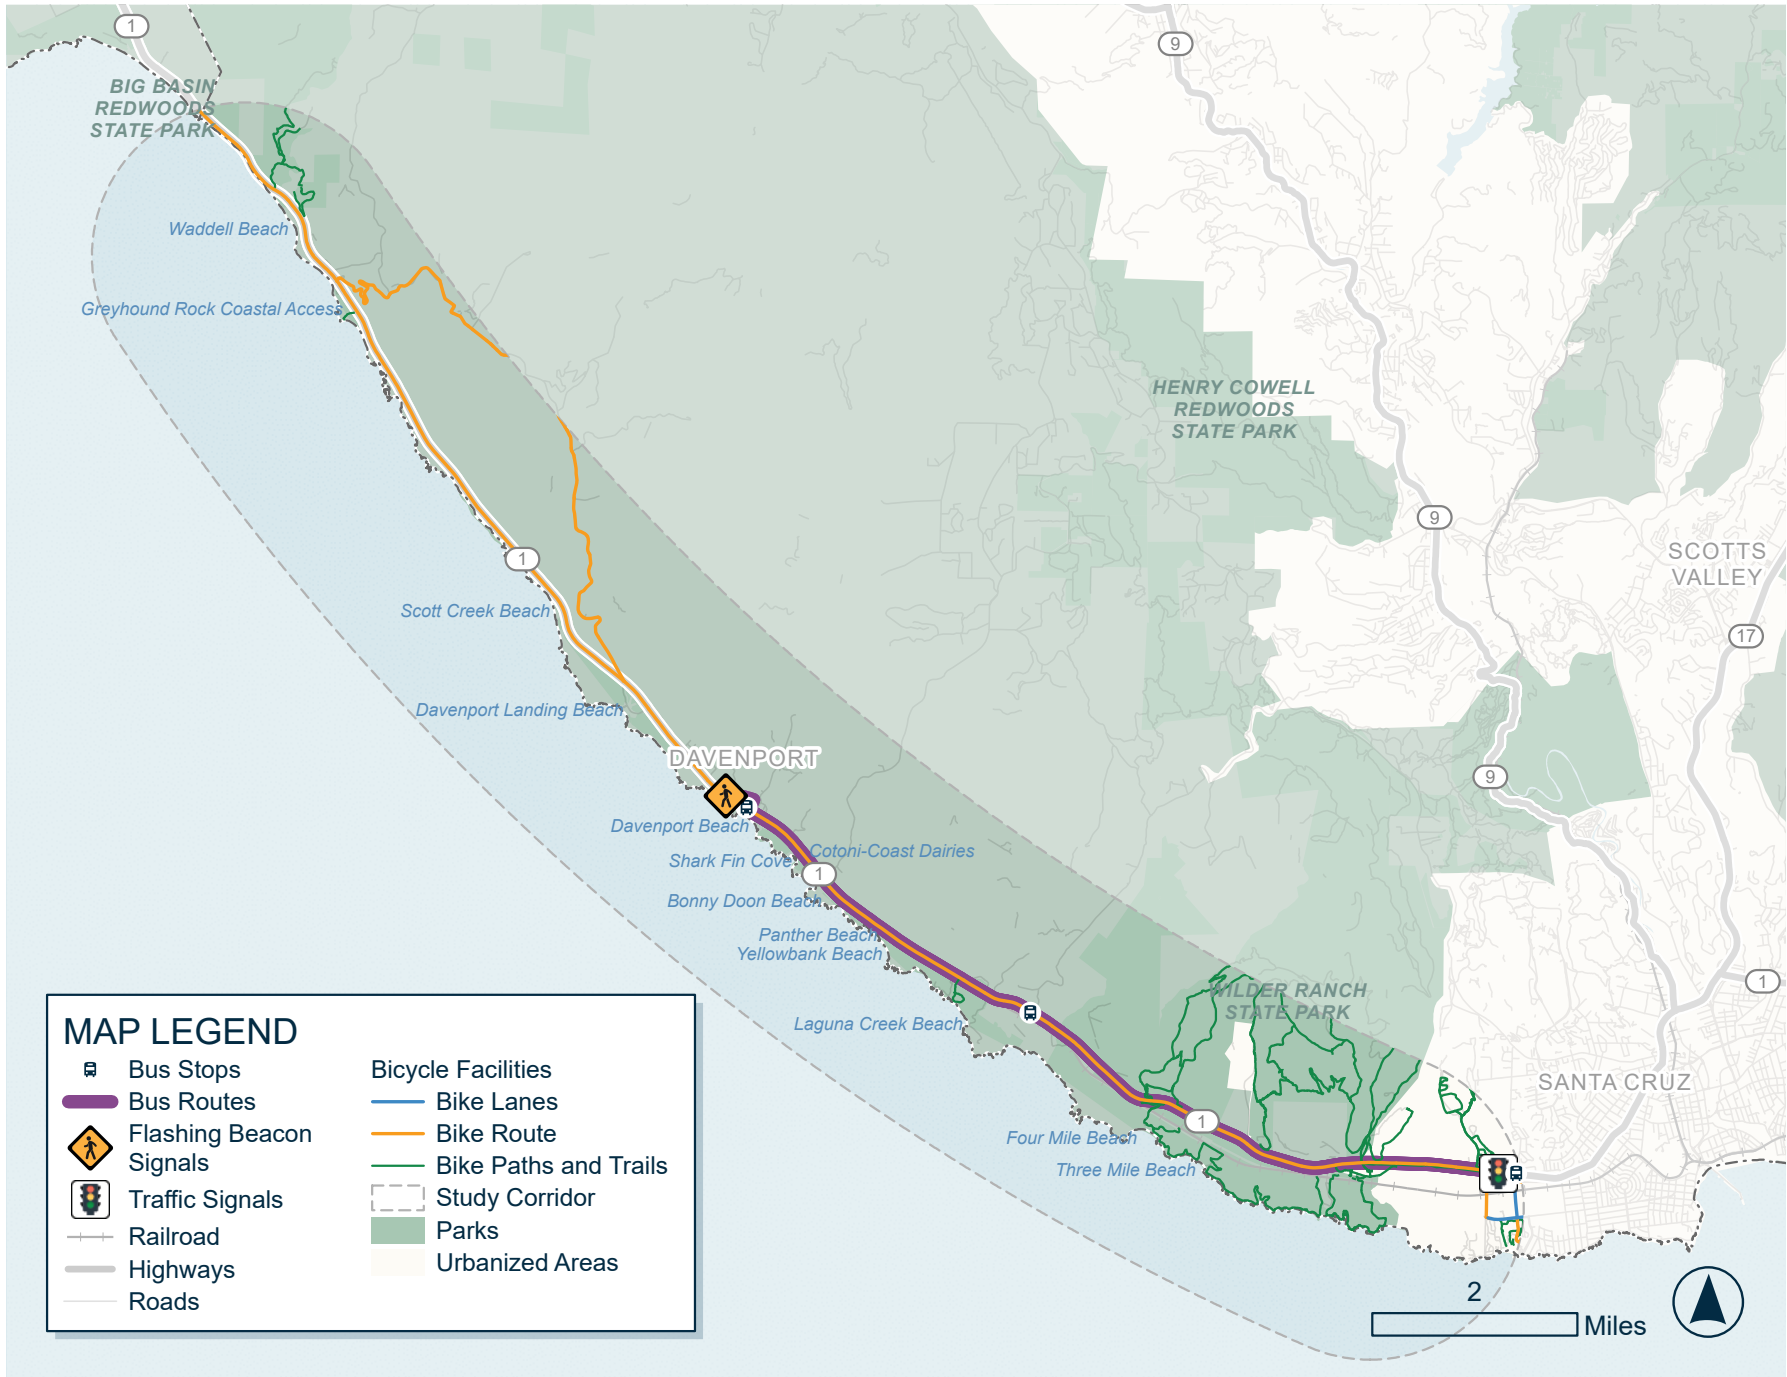 1
9
BIG BASIN
REDWOODS
STATE PARK
Waddell Beach
Greyhound Rock Coastal Access
HENRY COWELL
REDWOODS
STATE PARK
9
SCOTTS
VALLEY
1
Scott Creek Beach
17
Davenport Landing Beach
DAVENPORT
9
Davenport Beach
Cotoni-Coast Dairies
Shark Fin Cove
1
Bonny Doon Beach
Panther Beach
Yellowbank Beach
1
WILDER RANCH
STATE PARK
Laguna Creek Beach
SANTA CRUZ
1
Four Mile Beach
Three Mile Beach
MAP LEGEND
Bus Stops
Bus Routes
Flashing Beacon
Signals
Traffic Signals
Railroad
Highways
Roads
Bicycle Facilities
Bike Lanes
Bike Route
Bike Paths and Trails
Study Corridor
Parks
Urbanized Areas
2
Miles